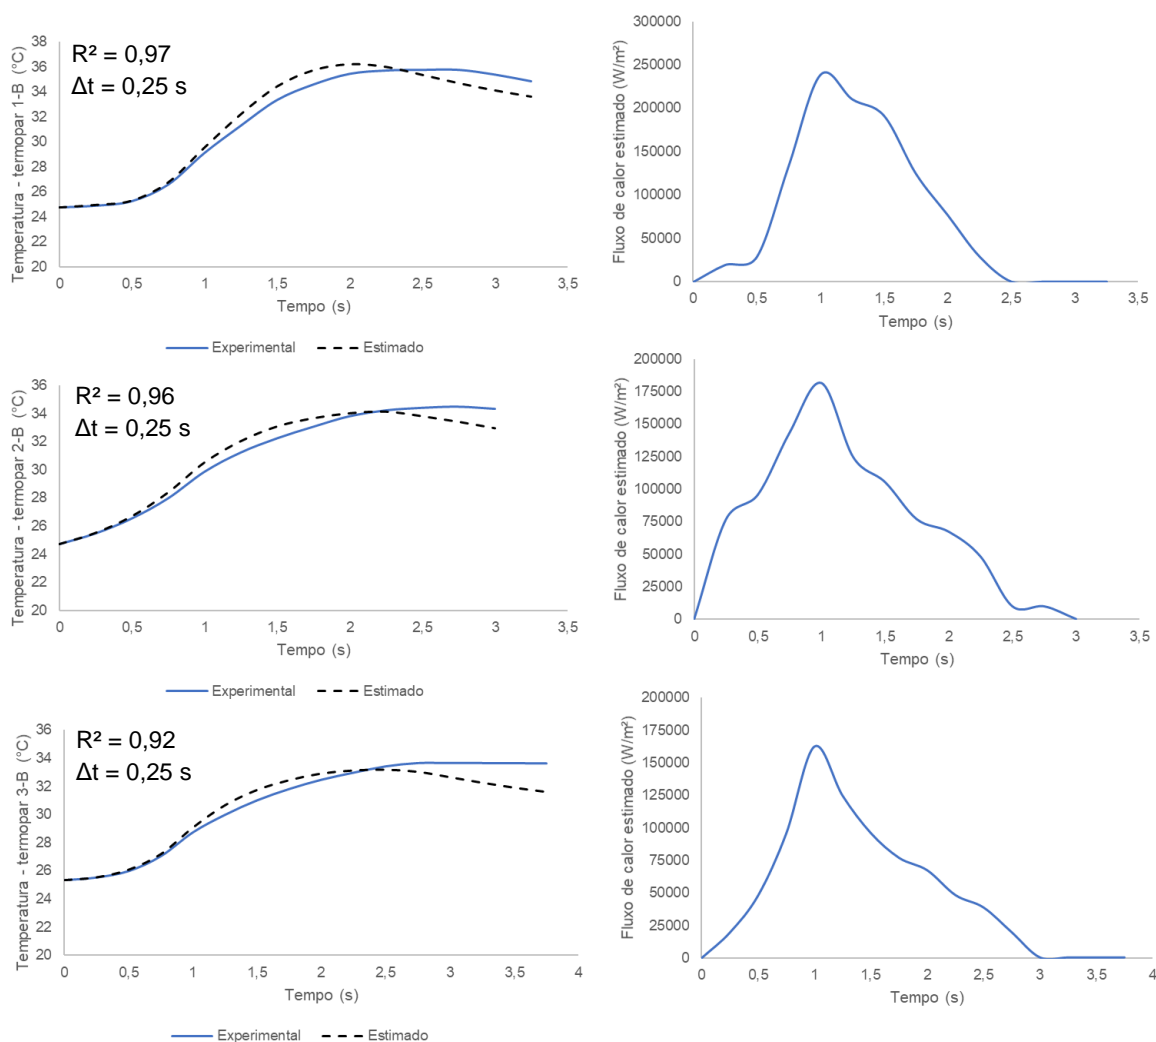 R² = 0,97
Δt = 0,25 s
Temperatura - termopar 1-B (°C)
38
36
34
32
30
28
26
24
22
20
0 0,5 1 1,5 2 2,5 3 3,5
Tempo (s)
Experimental Estimado
Fluxo de calor estimado (W/m²)
300000
250000
200000
150000
100000
50000
0
0 0,5 1 1,5 2 2,5 3 3,5
Tempo (s)
R² = 0,96
Δt = 0,25 s
Temperatura - termopar 2-B (°C)
36
34
32
30
28
26
24
22
20
0 0,5 1 1,5 2 2,5 3 3,5
Tempo (s)
Experimental Estimado
Fluxo de calor estimado (W/m²)
200000
175000
150000
125000
100000
75000
50000
25000
0
0 0,5 1 1,5 2 2,5 3 3,5
Tempo (s)
R² = 0,92
Δt = 0,25 s
Temperatura - termopar 3-B (°C)
36
34
32
30
28
26
24
22
20
0 0,5 1 1,5 2 2,5 3 3,5 4
Tempo (s)
Experimental Estimado
Fluxo de calor estimado (W/m²)
200000
175000
150000
125000
100000
75000
50000
25000
0
0 0,5 1 1,5 2 2,5 3 3,5 4
Tempo (s)